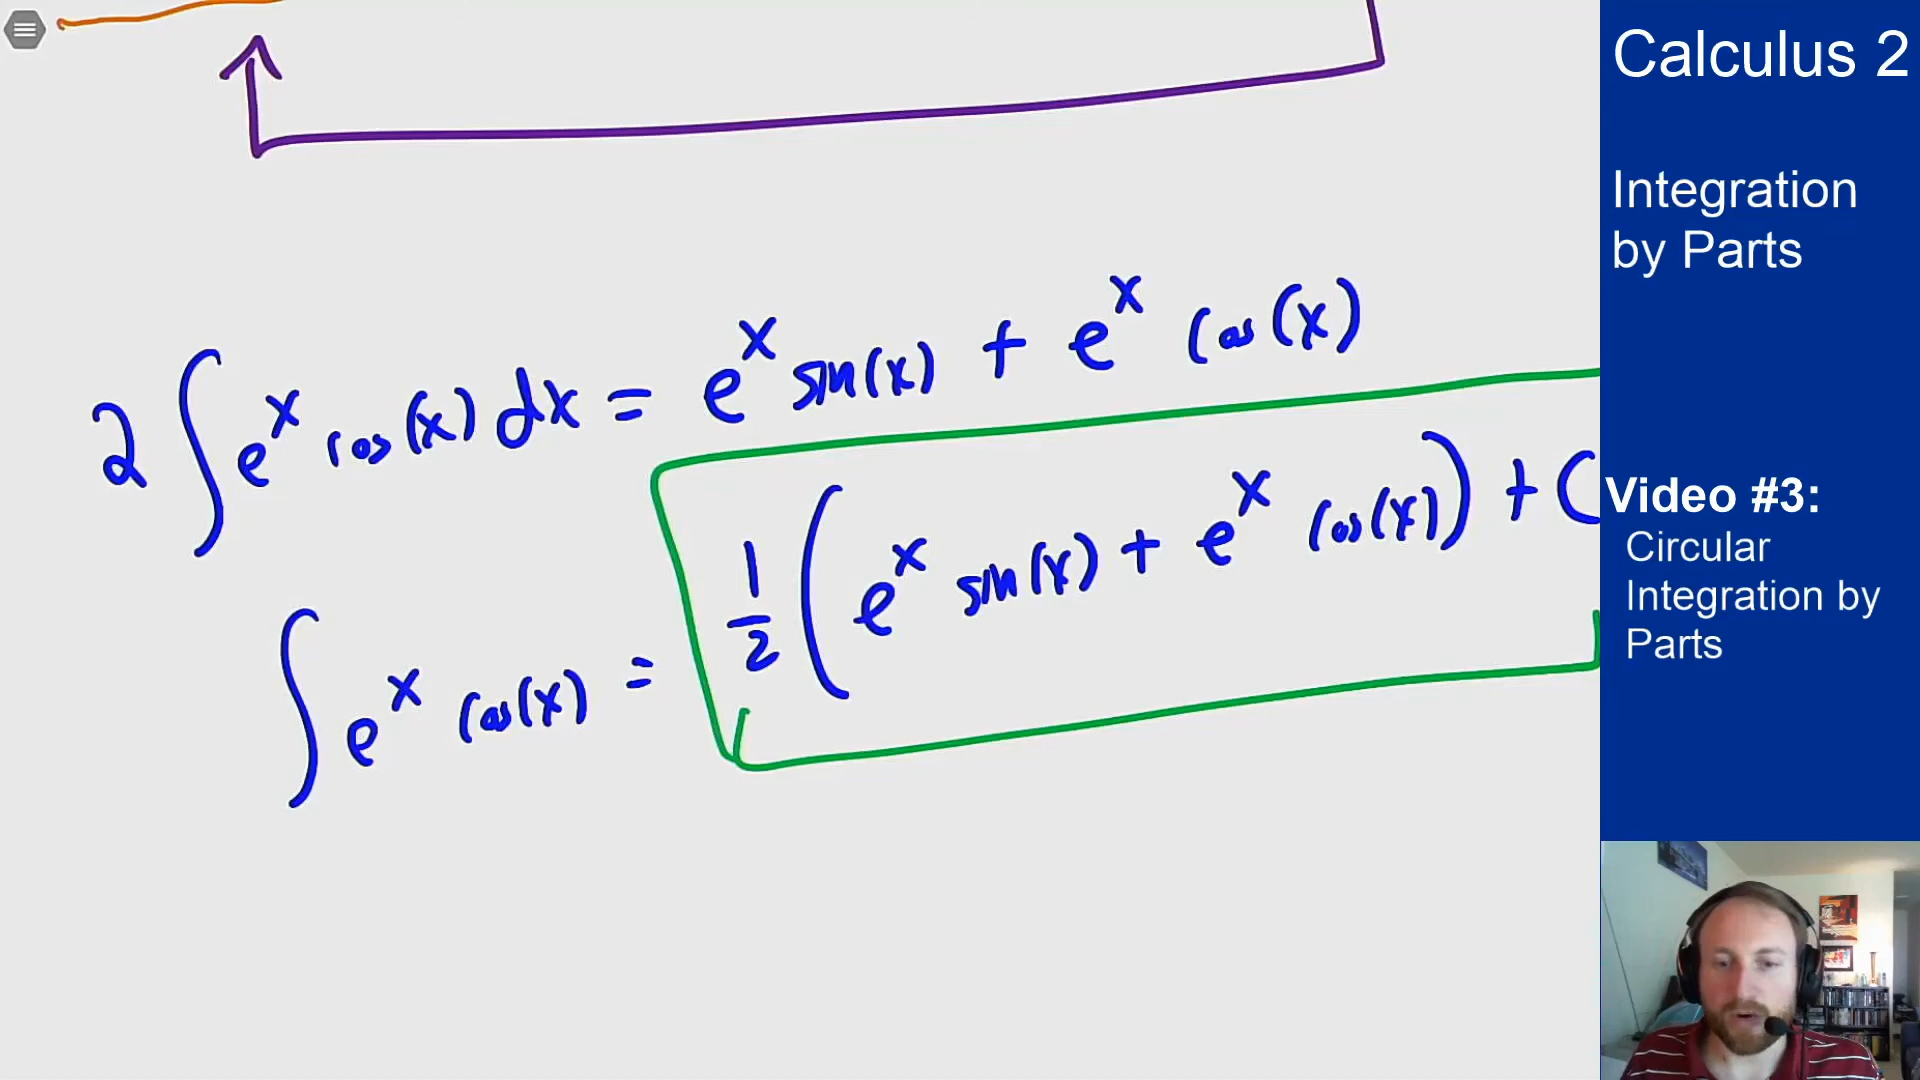 2 ∫ e^x cos(x) dx = e^x sin(x) + e^x cos(x)
∫ e^x cos(x) = 1/2 ( e^x sin(x) + e^x cos(x) ) + C
Calculus 2
Integration
by Parts
Video #3:
Circular
Integration by
Parts